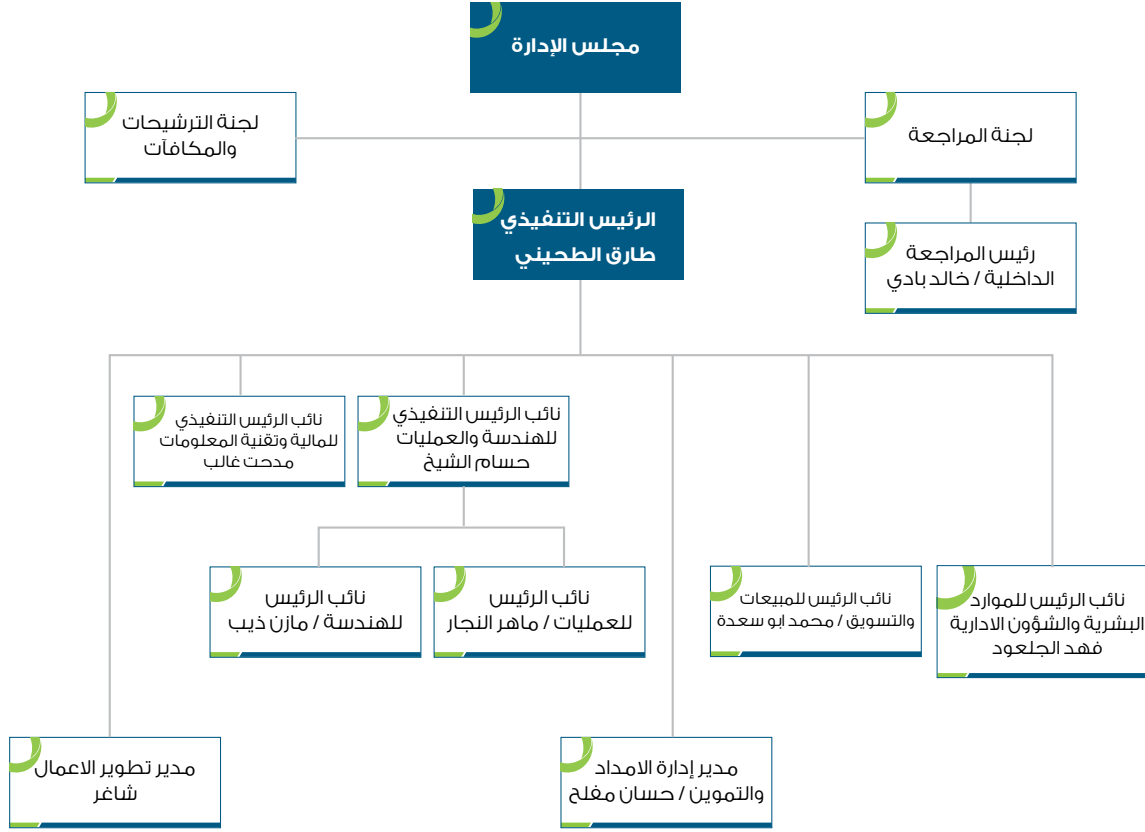 مجلس الإدارة
لجنة المراجعة
لجنة الترشيحات
والمكافآت
الرئيس التنفيذي
طارق الطحيني
رئيس المراجعة
الداخلية / خالد بادي
نائب الرئيس التنفيذي
للهندسة والعمليات
حسام الشيخ
نائب الرئيس التنفيذي
للمالية وتقنية المعلومات
مدحت غالب
نائب الرئيس للموارد
البشرية والشؤون الادارية
فهد الجلعود
نائب الرئيس للمبيعات
والتسويق / محمد ابو سعدة
نائب الرئيس
للعمليات / ماهر النجار
نائب الرئيس
للهندسة / مازن ذيب
مدير إدارة الامداد
والتموين / حسان مفلح
مدير تطوير الاعمال
شاغر